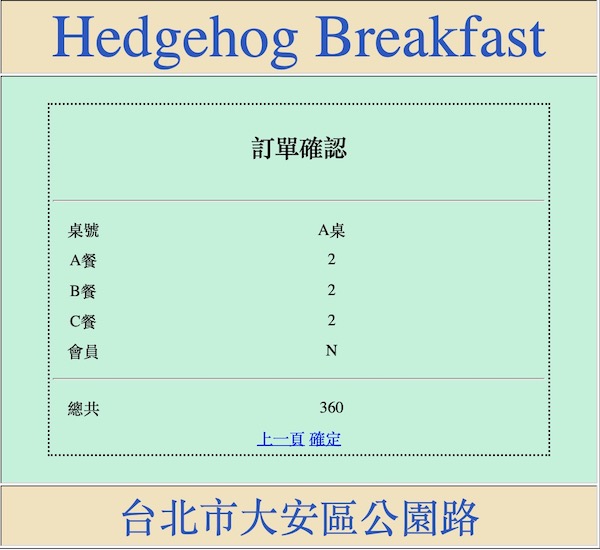 Hedgehog Breakfast
訂單確認
桌號 A桌
A餐 2
B餐 2
C餐 2
會員 N
總共 360
上一頁 確定
台北市大安區公園路